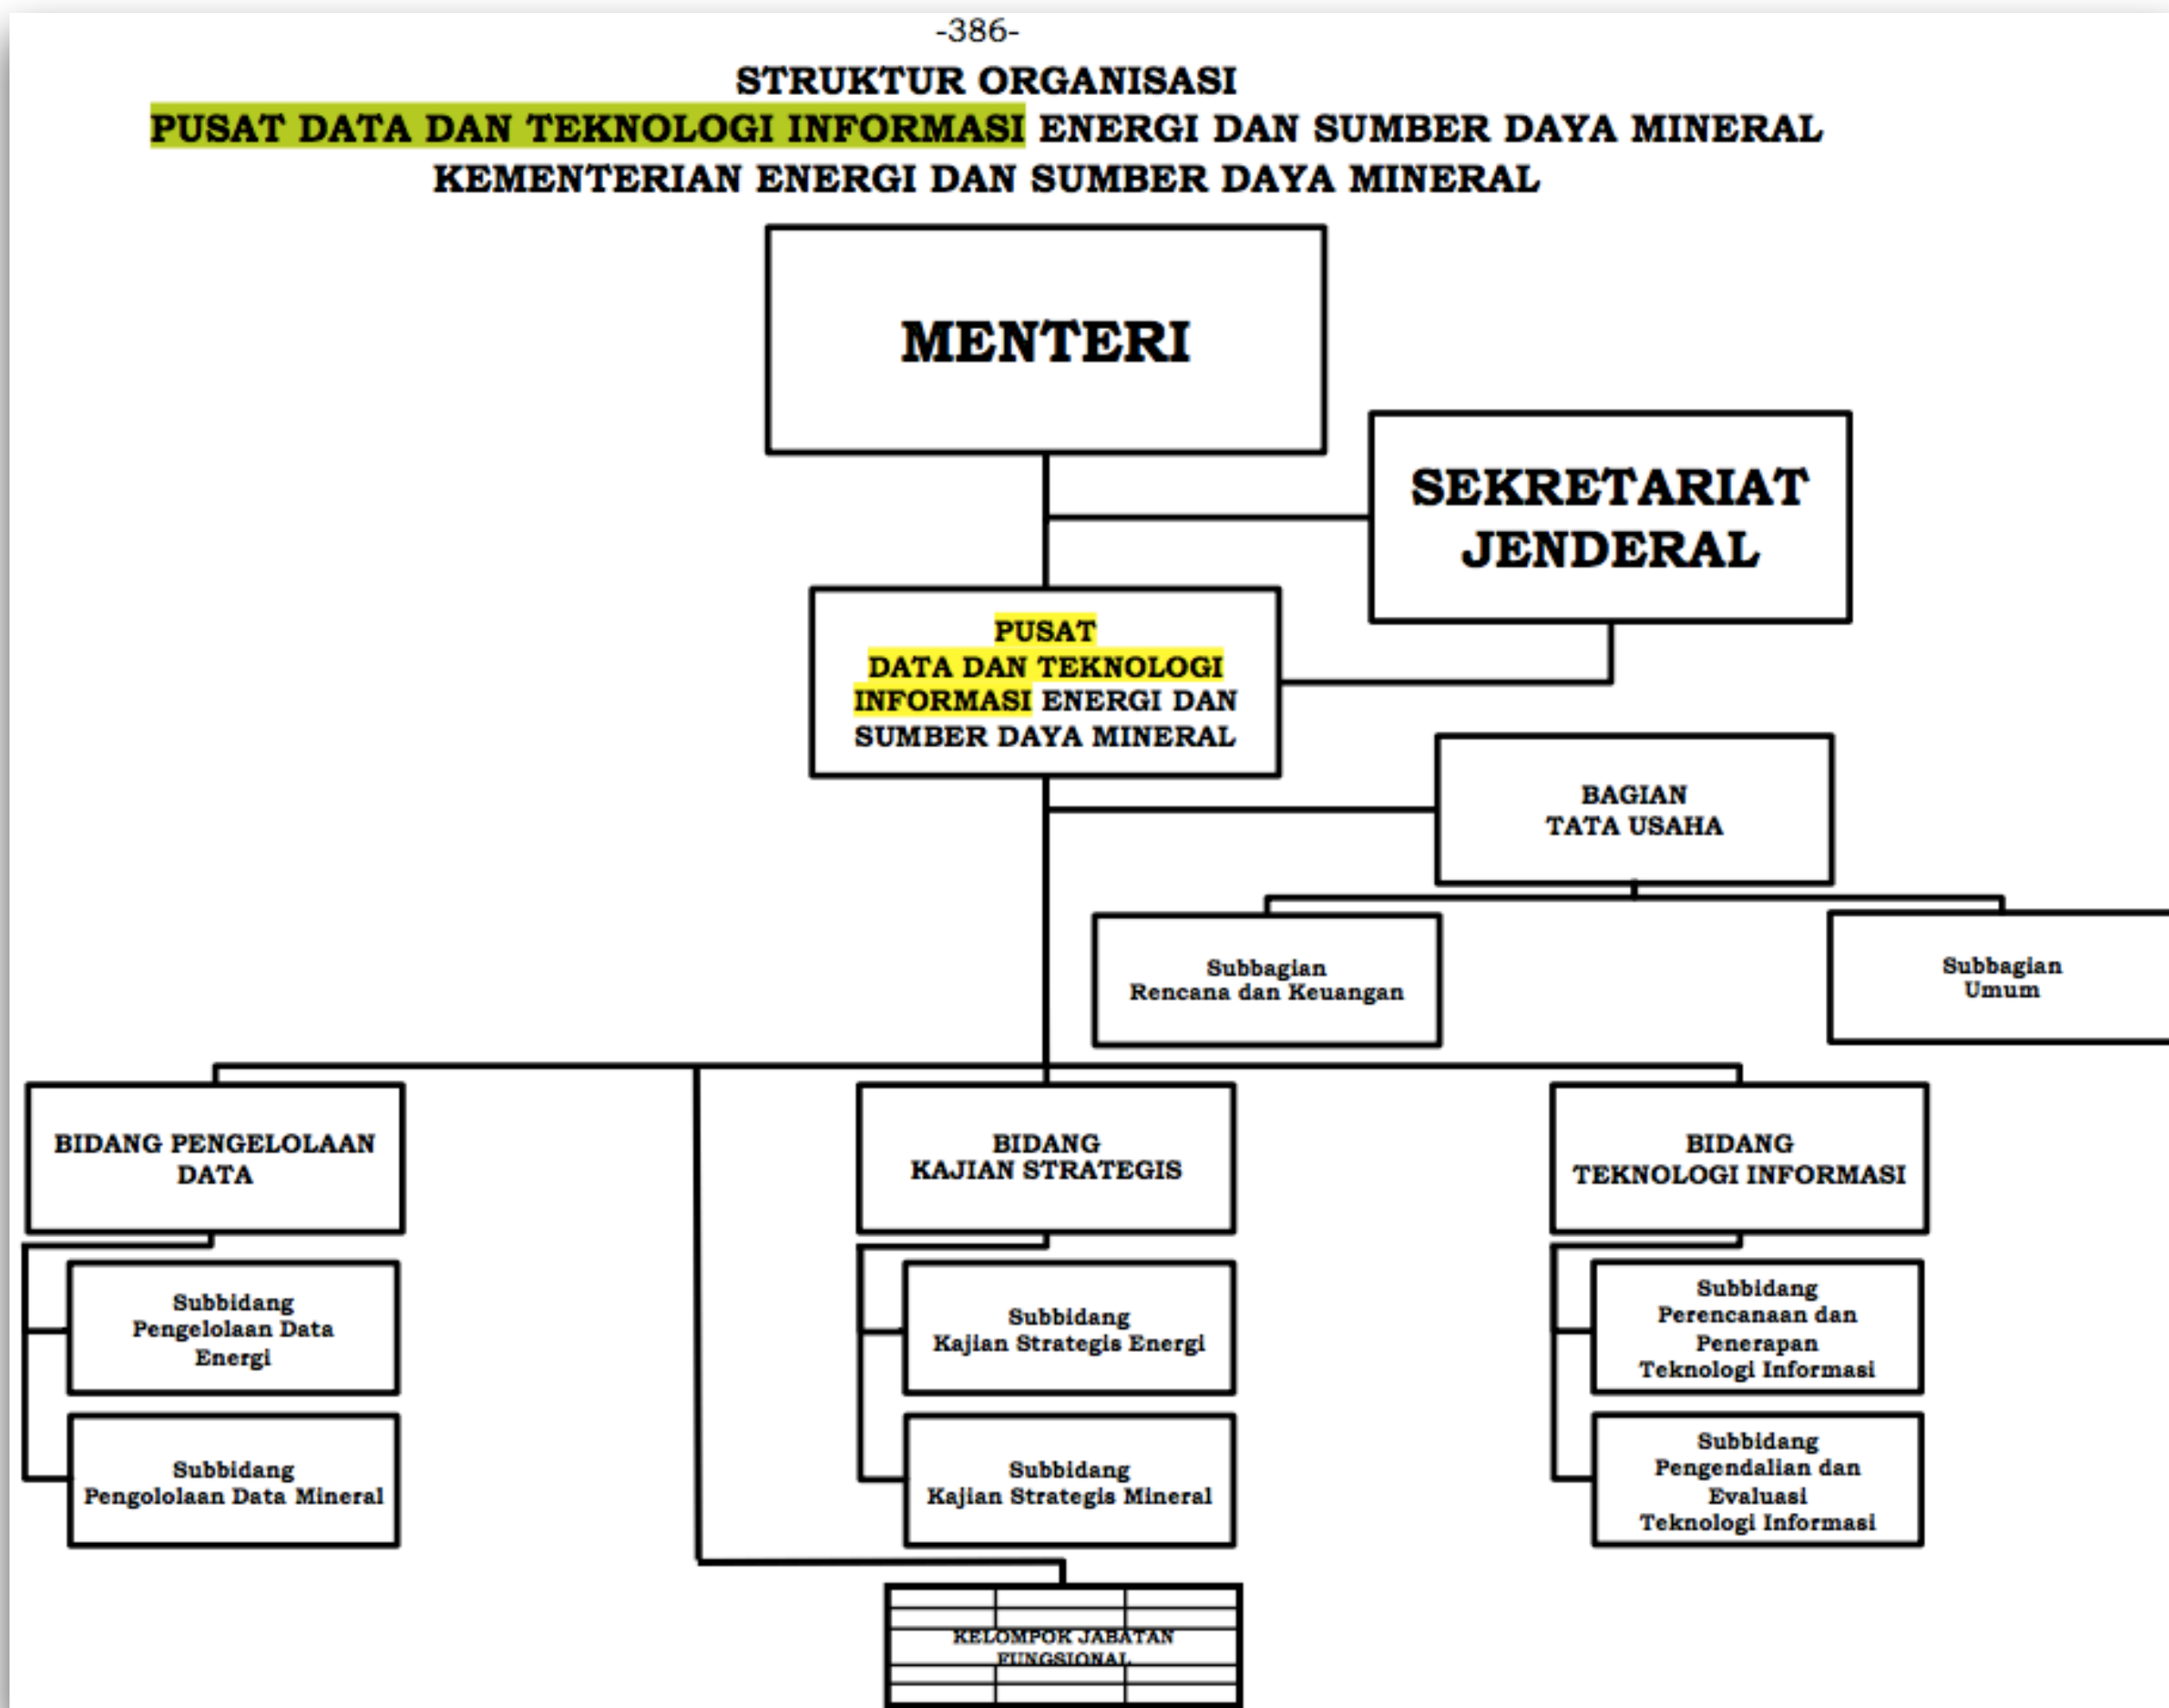 -386-
STRUKTUR ORGANISASI
PUSAT DATA DAN TEKNOLOGI INFORMASI ENERGI DAN SUMBER DAYA MINERAL
KEMENTERIAN ENERGI DAN SUMBER DAYA MINERAL
MENTERI
SEKRETARIAT
JENDERAL
PUSAT
DATA DAN TEKNOLOGI
INFORMASI ENERGI DAN
SUMBER DAYA MINERAL
BAGIAN
TATA USAHA
Subbagian
Rencana dan Keuangan
Subbagian
Umum
BIDANG PENGELOLAAN
DATA
BIDANG
KAJIAN STRATEGIS
BIDANG
TEKNOLOGI INFORMASI
Subbidang
Pengelolaan Data
Energi
Subbidang
Kajian Strategis Energi
Subbidang
Perencanaan dan
Penerapan
Teknologi Informasi
Subbidang
Pengololaan Data Mineral
Subbidang
Kajian Strategis Mineral
Subbidang
Pengendalian dan
Evaluasi
Teknologi Informasi
KELOMPOK JABATAN
FUNGSIONAL